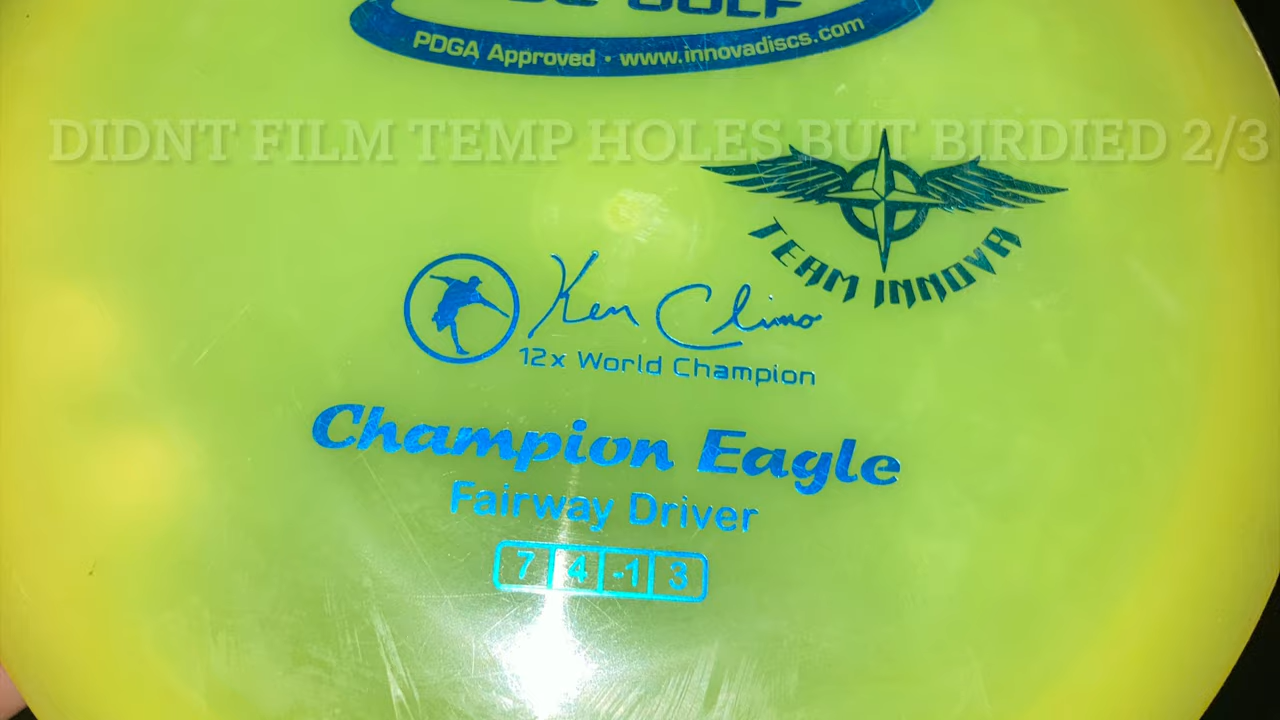 GOLF
PDGA Approved • www.innovadiscs.com
DIDNT FILM TEMP HOLES BUT BIRDIED 2/3
TEAM INNOVA
Ken Climo
12x World Champion
Champion Eagle
Fairway Driver
7 4 -1 3